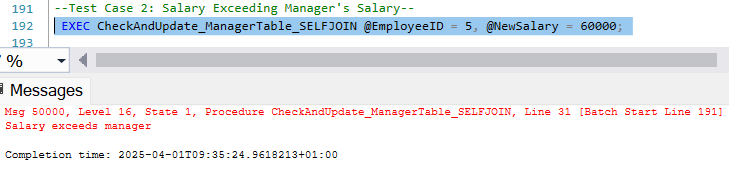 191 --Test Case 2: Salary Exceeding Manager's Salary--
192 EXEC CheckAndUpdate_ManagerTable_SELFJOIN @EmployeeID = 5, @NewSalary = 60000;
193
%
Messages
Msg 50000, Level 16, State 1, Procedure CheckAndUpdate_ManagerTable_SELFJOIN, Line 31 [Batch Start Line 191]
Salary exceeds manager
Completion time: 2025-04-01T09:35:24.9618213+01:00